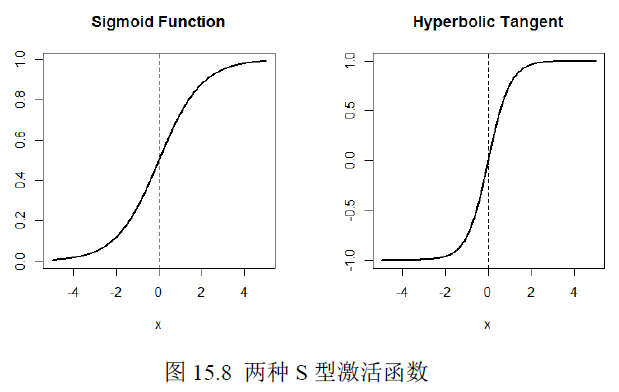 Sigmoid Function
1.0
0.8
0.6
0.4
0.2
0.0
-4 -2 0 2 4
x
Hyperbolic Tangent
1.0
0.5
0.0
-0.5
-1.0
-4 -2 0 2 4
x
图 15.8 两种 S 型激活函数